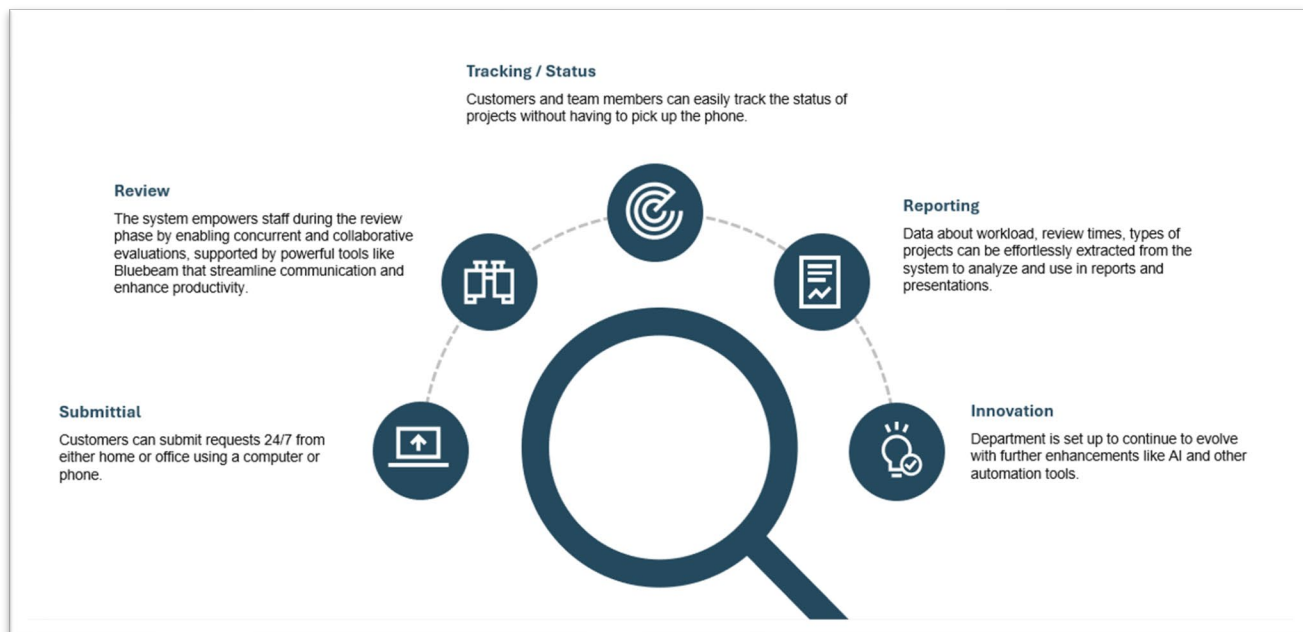 Tracking / Status
Customers and team members can easily track the status of
projects without having to pick up the phone.
Review
The system empowers staff during the review
phase by enabling concurrent and collaborative
evaluations, supported by powerful tools like
Bluebeam that streamline communication and
enhance productivity.
Reporting
Data about workload, review times, types of
projects can be effortlessly extracted from the
system to analyze and use in reports and
presentations.
Submittial
Customers can submit requests 24/7 from
either home or office using a computer or
phone.
Innovation
Department is set up to continue to evolve
with further enhancements like AI and other
automation tools.